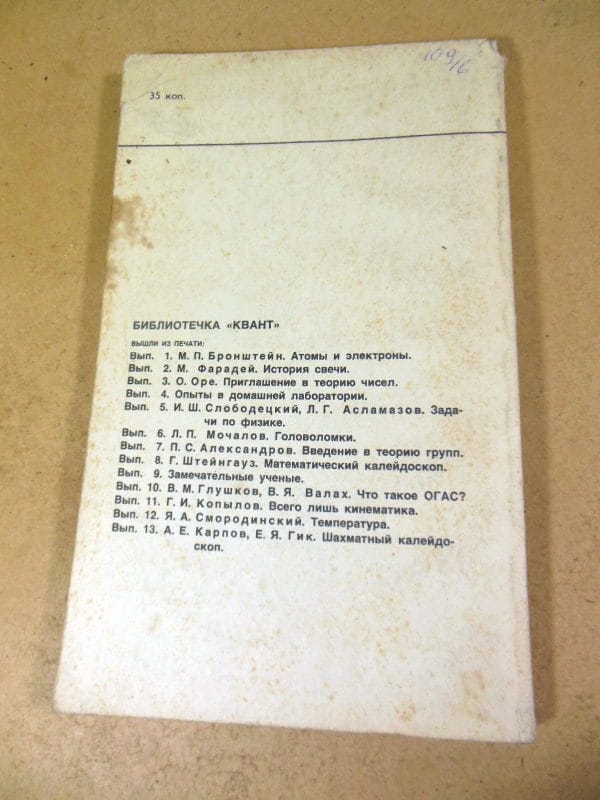 109/6
35 коп.
БИБЛИОТЕЧКА «КВАНТ»
ВЫШЛИ ИЗ ПЕЧАТИ:
Вып. 1. М. П. Бронштейн. Атомы и электроны.
Вып. 2. М. Фарадей. История свечи.
Вып. 3. О. Оре. Приглашение в теорию чисел.
Вып. 4. Опыты в домашней лаборатории.
Вып. 5. И. Ш. Слободецкий, Л. Г. Асламазов. Зада-
чи по физике.
Вып. 6. Л. П. Мочалов. Головоломки.
Вып. 7. П. С. Александров. Введение в теорию групп.
Вып. 8. Г. Штейнгауз. Математический калейдоскоп.
Вып. 9. Замечательные ученые.
Вып. 10. В. М. Глушков, В. Я. Валах. Что такое ОГАС?
Вып. 11. Г. И. Копылов. Всего лишь кинематика.
Вып. 12. Я. А. Смородинский. Температура.
Вып. 13. А. Е. Карпов, Е. Я. Гик. Шахматный калейдо-
скоп.